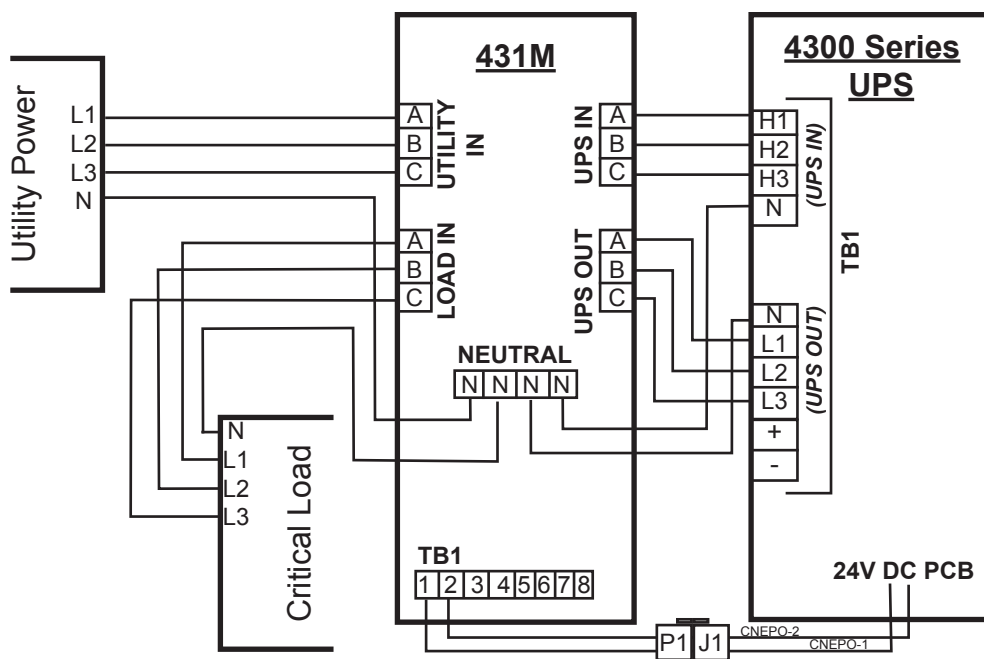 Utility Power
L1
L2
L3
N
431M
A
B
C
UTILITY
IN
A
B
C
LOAD IN
A
B
C
UPS IN
A
B
C
UPS OUT
NEUTRAL
N N N N
TB1
1 2 3 4 5 6 7 8
4300 Series
UPS
H1
H2
H3
N
(UPS IN)
TB1
N
L1
L2
L3
+
-
(UPS OUT)
24V DC PCB
Critical Load
N
L1
L2
L3
P1 J1
CNEPO-2
CNEPO-1